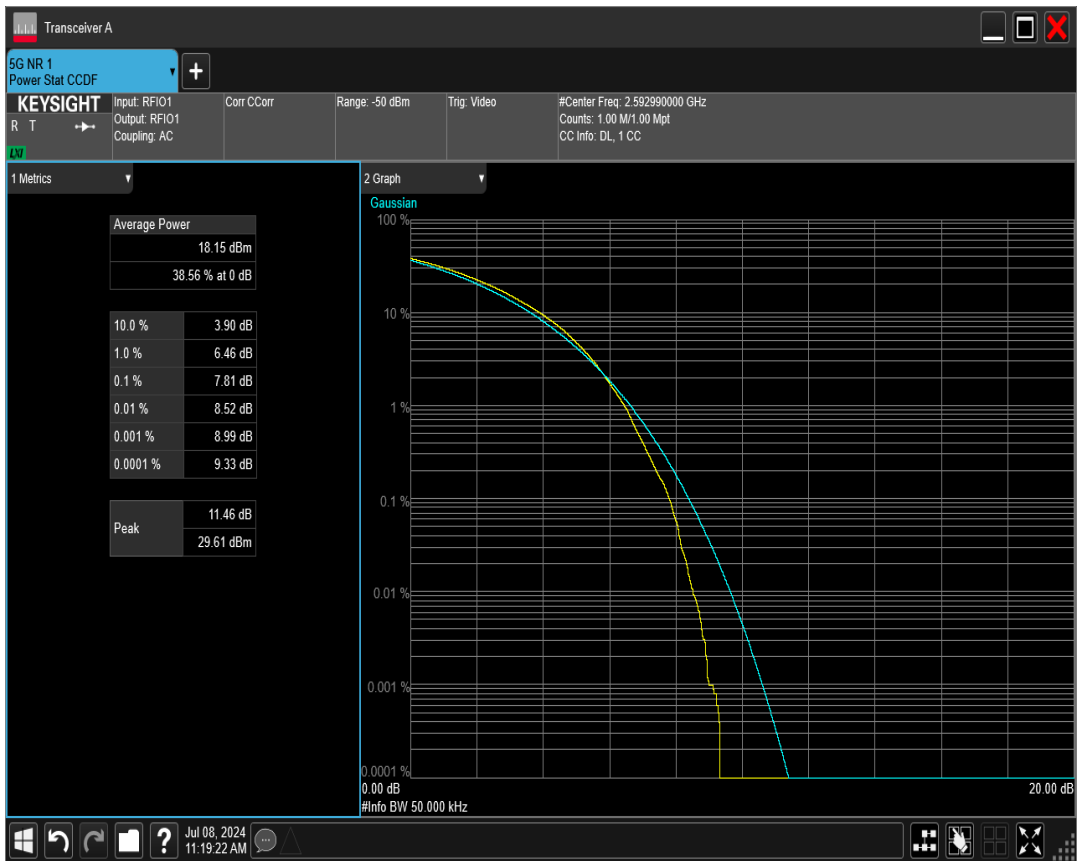 Transceiver A
5G NR 1
Power Stat CCDF
+
KEYSIGHT
R T
LXI
Input: RFIO1
Output: RFIO1
Coupling: AC
Corr CCorr
Range: -50 dBm
Trig: Video
#Center Freq: 2.592990000 GHz
Counts: 1.00 M/1.00 Mpt
CC Info: DL, 1 CC
1 Metrics
Average Power
18.15 dBm
38.56 % at 0 dB
10.0 % 3.90 dB
1.0 % 6.46 dB
0.1 % 7.81 dB
0.01 % 8.52 dB
0.001 % 8.99 dB
0.0001 % 9.33 dB
Peak 11.46 dB
29.61 dBm
2 Graph
Gaussian
100 %
10 %
1 %
0.1 %
0.01 %
0.001 %
0.0001 %
0.00 dB 20.00 dB
#Info BW 50.000 kHz
?
Jul 08, 2024
11:19:22 AM